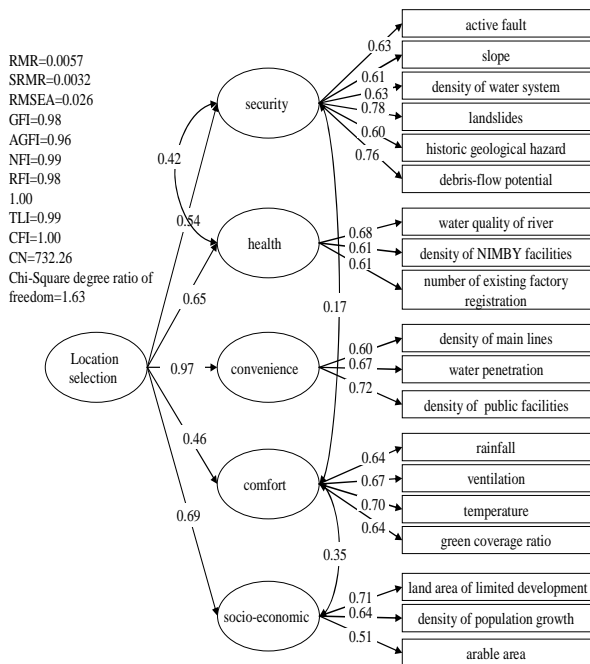 RMR=0.0057
SRMR=0.0032
RMSEA=0.026
GFI=0.98
AGFI=0.96
NFI=0.99
RFI=0.98
1.00
TLI=0.99
CFI=1.00
CN=732.26
Chi-Square degree ratio of
freedom=1.63
Location
selection
0.54
0.65
0.97
0.46
0.69
0.42
0.17
0.35
security
0.63
0.61
0.63
0.78
0.60
0.76
active fault
slope
density of water system
landslides
historic geological hazard
debris-flow potential
health
0.68
0.61
0.61
water quality of river
density of NIMBY facilities
number of existing factory
registration
convenience
0.60
0.67
0.72
density of main lines
water penetration
density of public facilities
comfort
0.64
0.67
0.70
0.64
rainfall
ventilation
temperature
green coverage ratio
socio-economic
0.71
0.64
0.51
land area of limited development
density of population growth
arable area